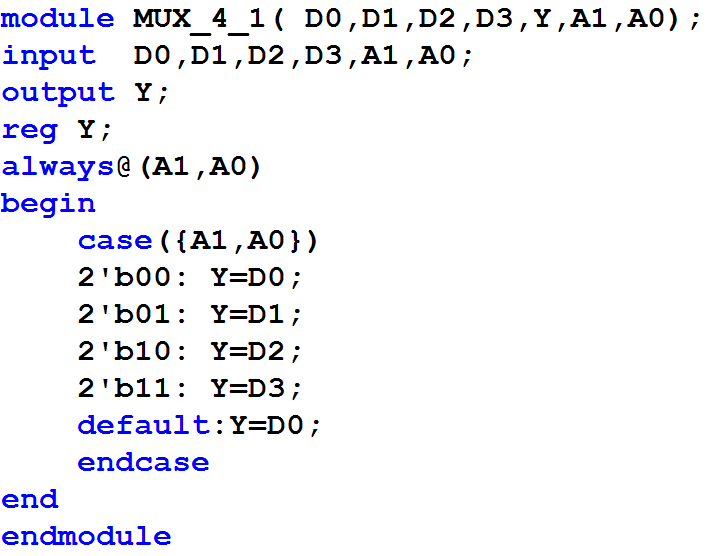 module MUX_4_1( D0,D1,D2,D3,Y,A1,A0);
input  D0,D1,D2,D3,A1,A0;
output Y;
reg Y;
always@(A1,A0)
begin
    case({A1,A0})
    2'b00: Y=D0;
    2'b01: Y=D1;
    2'b10: Y=D2;
    2'b11: Y=D3;
    default:Y=D0;
    endcase
end
endmodule